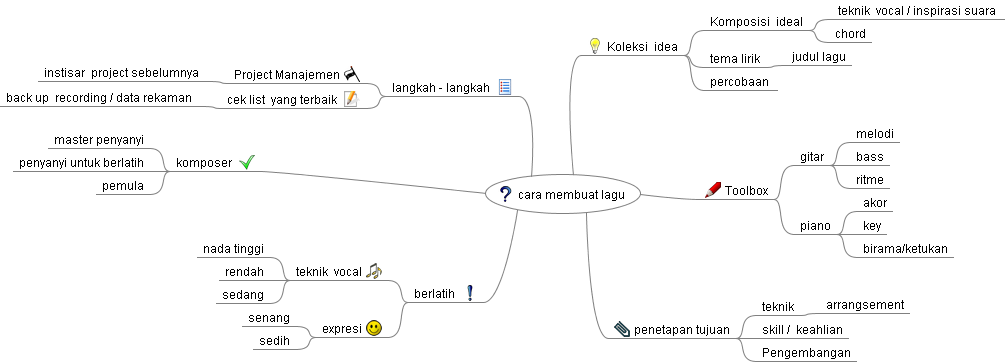 cara membuat lagu
Koleksi idea
Komposisi ideal
teknik vocal / inspirasi suara
chord
tema lirik
judul lagu
percobaan
Toolbox
gitar
melodi
bass
ritme
piano
akor
key
birama/ketukan
penetapan tujuan
teknik
arrangsement
skill / keahlian
Pengembangan
langkah - langkah
Project Manajemen
instisar project sebelumnya
cek list yang terbaik
back up recording / data rekaman
komposer
master penyanyi
penyanyi untuk berlatih
pemula
berlatih
teknik vocal
nada tinggi
rendah
sedang
expresi
senang
sedih